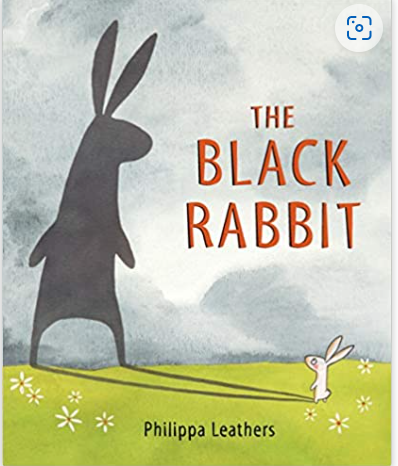 THE
BLACK
RABBIT
Philippa Leathers